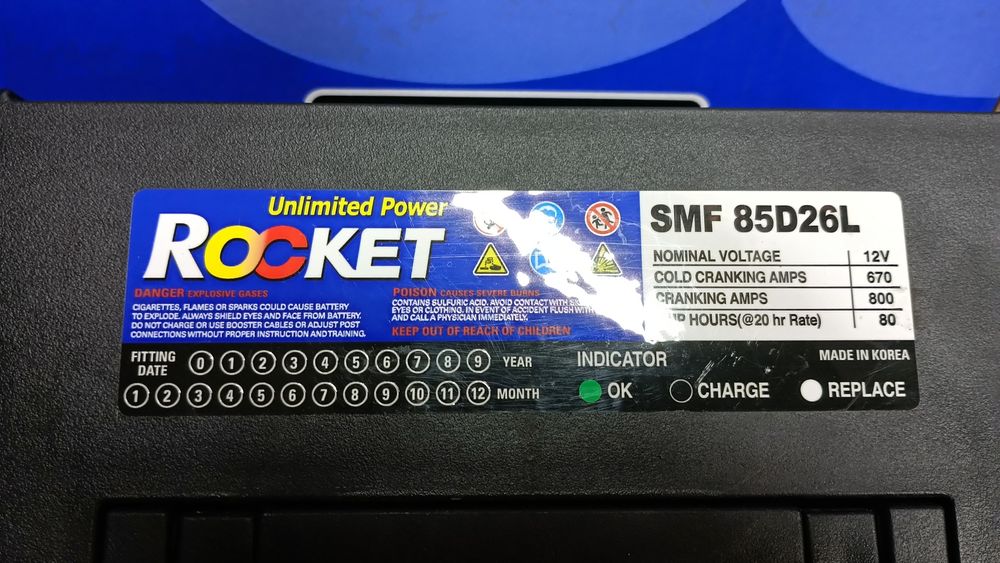 Unlimited Power
ROCKET
DANGER EXPLOSIVE GASES
CIGARETTES, FLAMES OR SPARKS COULD CAUSE BATTERY
TO EXPLODE. ALWAYS SHIELD EYES AND FACE FROM BATTERY.
DO NOT CHARGE OR USE BOOSTER CABLES OR ADJUST POST
CONNECTIONS WITHOUT PROPER INSTRUCTION AND TRAINING.
POISON CAUSES SEVERE BURNS
CONTAINS SULFURIC ACID. AVOID CONTACT WITH
EYES OR CLOTHING. IN EVENT OF ACCIDENT FLUSH WITH
AND CALL A PHYSICIAN IMMEDIATELY.
KEEP OUT OF REACH OF CHILDREN
SMF 85D26L
NOMINAL VOLTAGE 12V
COLD CRANKING AMPS 670
CRANKING AMPS 800
HOURS(@20 hr Rate) 80
FITTING DATE 0 1 2 3 4 5 6 7 8 9 YEAR
1 2 3 4 5 6 7 8 9 10 11 12 MONTH
INDICATOR
MADE IN KOREA
OK CHARGE REPLACE